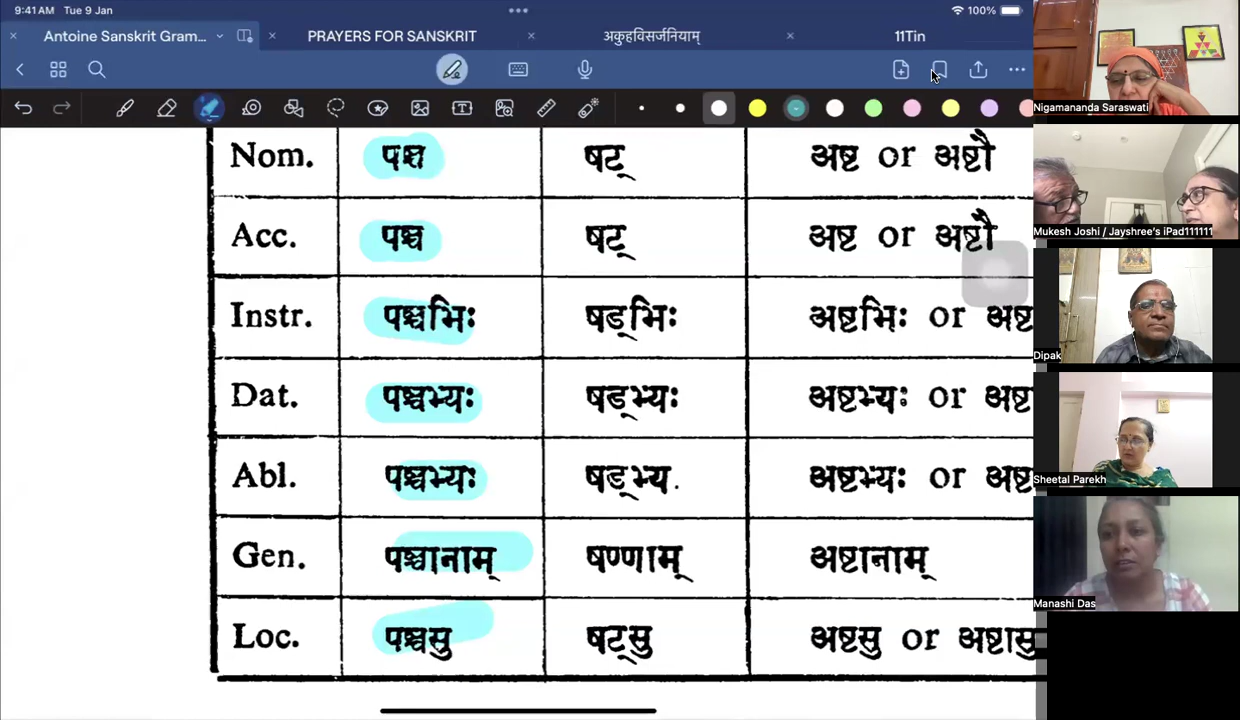 9:41 AM Tue 9 Jan 100%
Antoine Sanskrit Gram... PRAYERS FOR SANSKRIT अकुहविसर्जनियाम् 11Tin
Nom. पञ्च षट् अष्ट or अष्टौ
Acc. पञ्च षट् अष्ट or अष्टौ
Instr. पञ्चभिः षड्भिः अष्टभिः or अष्ट
Dat. पञ्चभ्यः षड्भ्यः अष्टभ्यः or अष्ट
Abl. पञ्चभ्यः षड्भ्य. अष्टभ्यः or अष्ट
Gen. पञ्चानाम् षण्णाम् अष्टानाम्
Loc. पञ्चसु षट्सु अष्टसु or अष्टासु
Nigamananda Saraswati
Mukesh Joshi / Jayshree's iPad111111
Dipak
Sheetal Parekh
Manashi Das